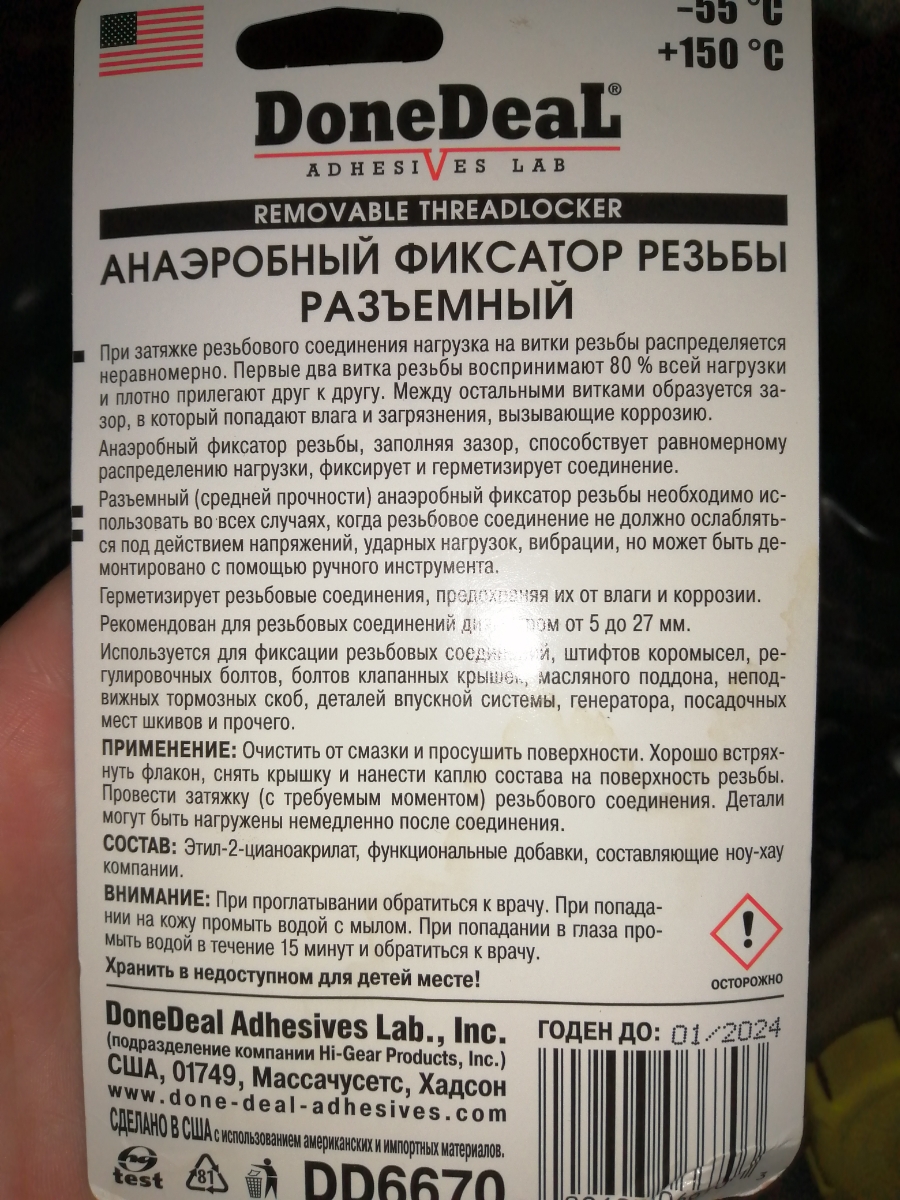 -55 °C
+150 °C
DoneDeaL®
ADHESIVES LAB
REMOVABLE THREADLOCKER
АНАЭРОБНЫЙ ФИКСАТОР РЕЗЬБЫ
РАЗЪЕМНЫЙ
При затяжке резьбового соединения нагрузка на витки резьбы распределяется
неравномерно. Первые два витка резьбы воспринимают 80 % всей нагрузки
и плотно прилегают друг к другу. Между остальными витками образуется за-
зор, в который попадают влага и загрязнения, вызывающие коррозию.
Анаэробный фиксатор резьбы, заполняя зазор, способствует равномерному
распределению нагрузки, фиксирует и герметизирует соединение.
Разъемный (средней прочности) анаэробный фиксатор резьбы необходимо ис-
пользовать во всех случаях, когда резьбовое соединение не должно ослаблять-
ся под действием напряжений, ударных нагрузок, вибрации, но может быть де-
монтировано с помощью ручного инструмента.
Герметизирует резьбовые соединения, предохраняя их от влаги и коррозии.
Рекомендован для резьбовых соединений диаметром от 5 до 27 мм.
Используется для фиксации резьбовых соединений, штифтов коромысел, ре-
гулировочных болтов, болтов клапанных крышек, масляного поддона, непод-
вижных тормозных скоб, деталей впускной системы, генератора, посадочных
мест шкивов и прочего.
ПРИМЕНЕНИЕ: Очистить от смазки и просушить поверхности. Хорошо встрях-
нуть флакон, снять крышку и нанести каплю состава на поверхность резьбы.
Провести затяжку (с требуемым моментом) резьбового соединения. Детали
могут быть нагружены немедленно после соединения.
СОСТАВ: Этил-2-цианоакрилат, функциональные добавки, составляющие ноу-хау
компании.
ВНИМАНИЕ: При проглатывании обратиться к врачу. При попада-
нии на кожу промыть водой с мылом. При попадании в глаза про-
мыть водой в течение 15 минут и обратиться к врачу.
Хранить в недоступном для детей месте!
ОСТОРОЖНО
DoneDeal Adhesives Lab., Inc.
(подразделение компании Hi-Gear Products, Inc.)
США, 01749, Массачусетс, Хадсон
www.done-deal-adhesives.com
СДЕЛАНО В США с использованием американских и импортных материалов.
ГОДЕН ДО: 01/2024
test
81
DD6670